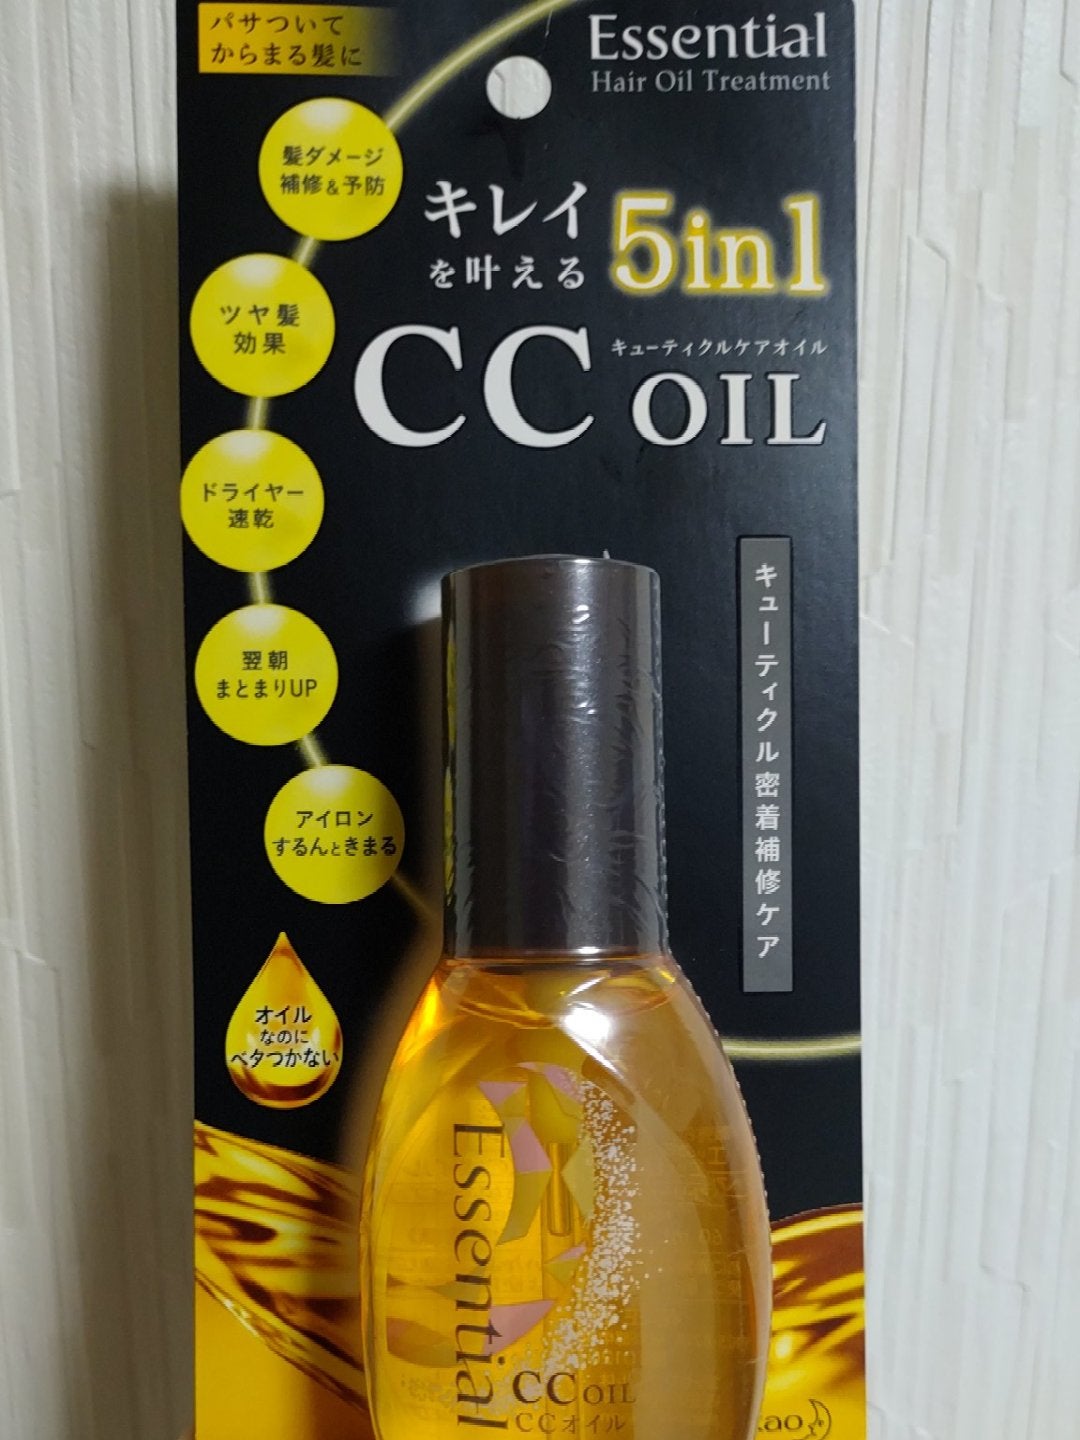 パサついて
からまる髪に
Essential
Hair Oil Treatment
髪ダメージ
補修&予防
キレイ
を叶える
5in1
ツヤ髪
効果
CC OIL
キューティクルケアオイル
ドライヤー
速乾
翌朝
まとまりUP
アイロン
するんときまる
キューティクル密着補修ケア
オイル
なのに
ベタつかない
Essential
CC OIL
CCオイル
kao